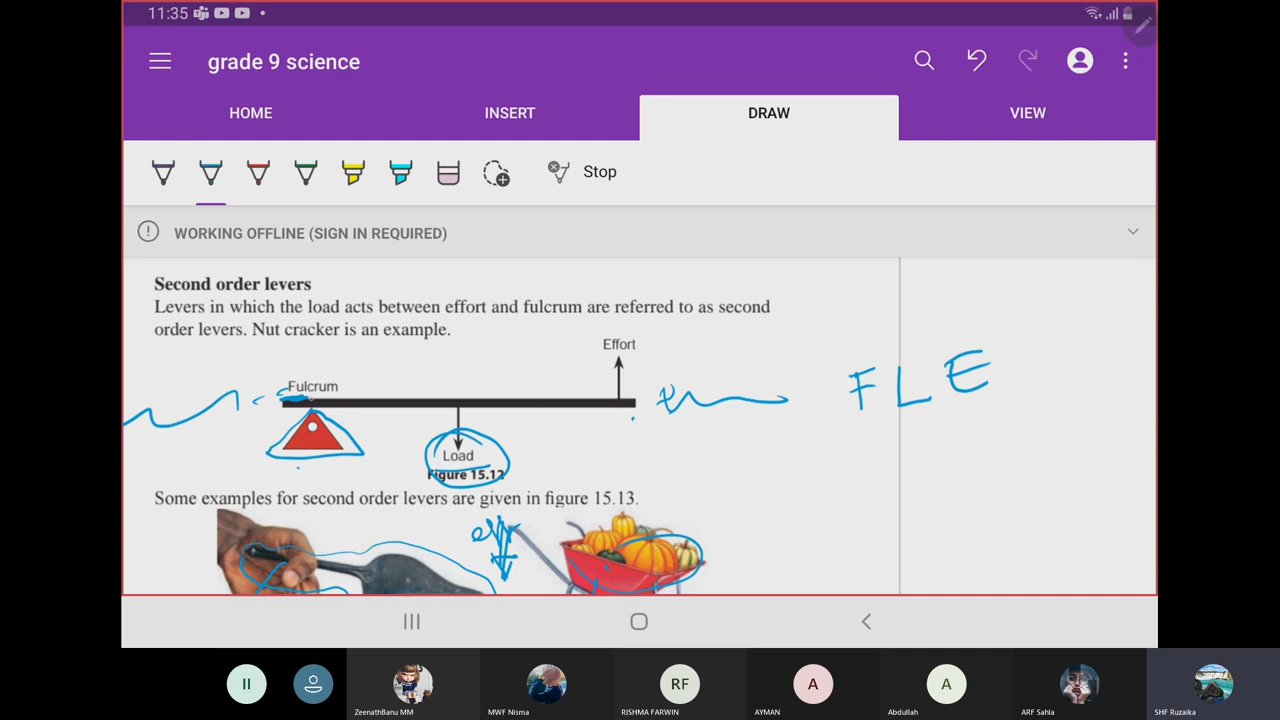 11:35
grade 9 science
HOME INSERT DRAW VIEW
Stop
WORKING OFFLINE (SIGN IN REQUIRED)
Second order levers
Levers in which the load acts between effort and fulcrum are referred to as second
order levers. Nut cracker is an example.
Effort
Fulcrum
F L E
Load
Figure 15.12
Some examples for second order levers are given in figure 15.13.
II
RF
A
A
ZeenathBanu MM
MWF Nisma
RISHMA FARWIN
AYMAN
Abdullah
ARF Sahla
SHF Ruzaika